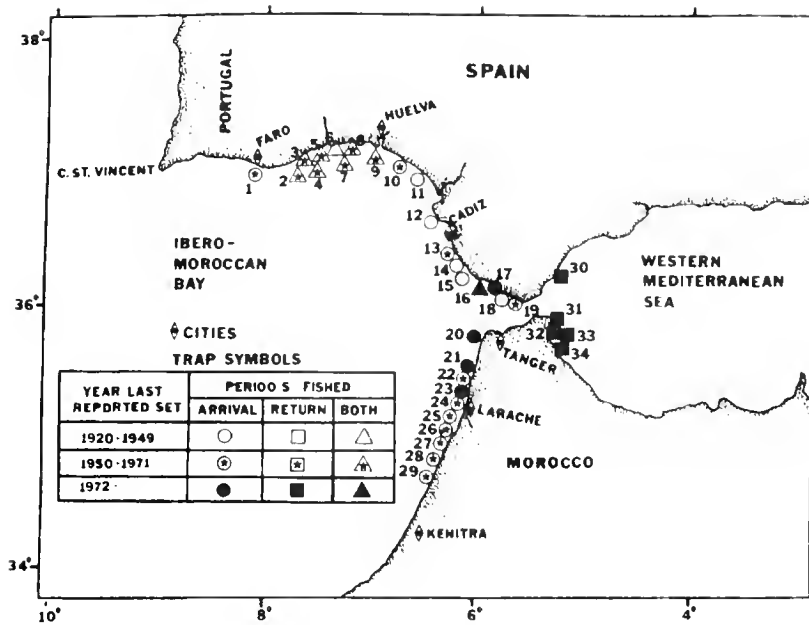 38°
SPAIN
PORTUGAL
HUELVA
FARO
C. ST. VINCENT
1
2
3
4
5
6
7
8
9
10
11
12
CADIZ
13
14
15
16
17
18
19
30
IBERO-
MOROCCAN
BAY
WESTERN
MEDITERRANEAN
SEA
36°
CITIES
TRAP SYMBOLS
31
32
33
34
20
TANGER
21
22
23
24
LARACHE
25
26
27
28
29
MOROCCO
KENITRA
YEAR LAST REPORTED SET
PERIODS FISHED
ARRIVAL RETURN BOTH
1920-1949
1950-1971
1972-
34°
10° 8° 6° 4°